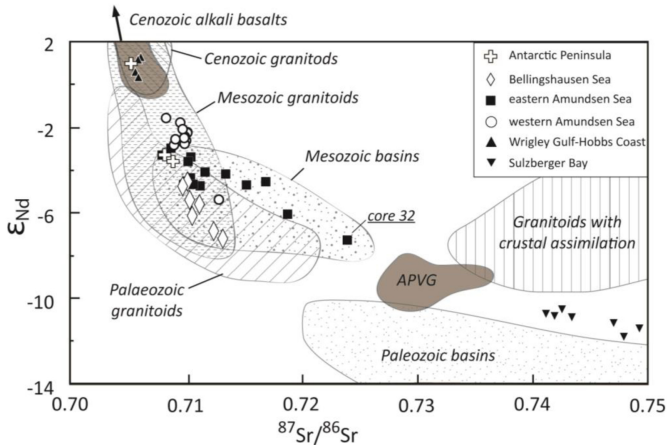 Cenozoic alkali basalts
Cenozoic granitods
Mesozoic granitoids
Mesozoic basins
core 32
Granitoids with
crustal assimilation
Palaeozoic
granitoids
APVG
Paleozoic basins
Antarctic Peninsula
Bellingshausen Sea
eastern Amundsen Sea
western Amundsen Sea
Wrigley Gulf-Hobbs Coast
Sulzberger Bay
εNd
2
-2
-6
-10
-14
0.70
0.71
0.72
0.73
0.74
0.75
⁸⁷Sr/⁸⁶Sr